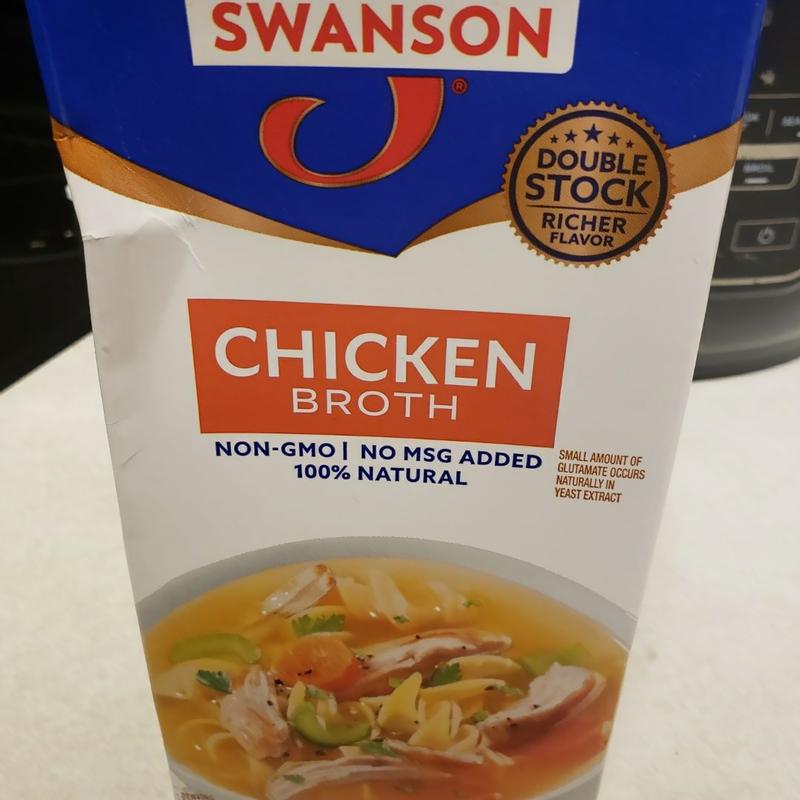 SWANSON
®
DOUBLE
STOCK
RICHER
FLAVOR
CHICKEN
BROTH
NON-GMO | NO MSG ADDED
100% NATURAL
SMALL AMOUNT OF
GLUTAMATE OCCURS
NATURALLY IN
YEAST EXTRACT